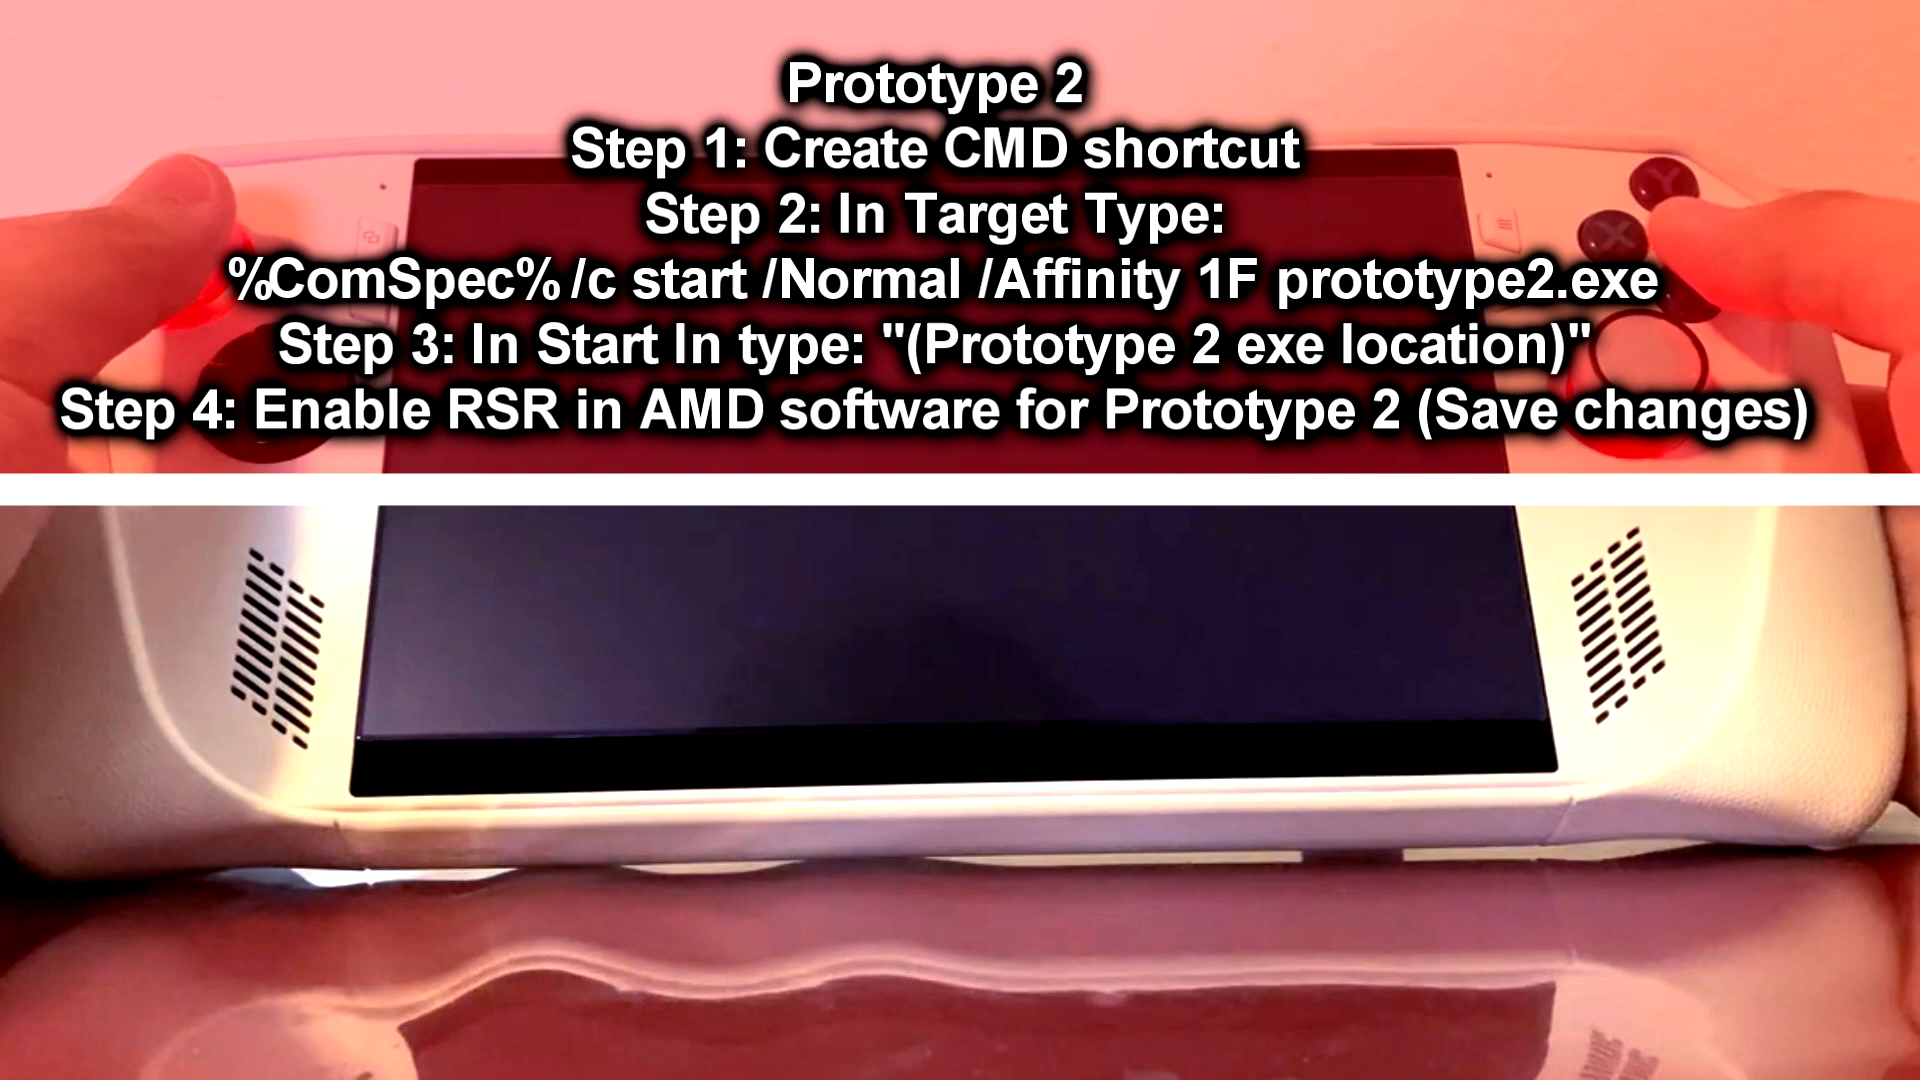 Prototype 2
Step 1: Create CMD shortcut
Step 2: In Target Type:
%ComSpec% /c start /Normal /Affinity 1F prototype2.exe
Step 3: In Start In type: "(Prototype 2 exe location)"
Step 4: Enable RSR in AMD software for Prototype 2 (Save changes)
Y
X